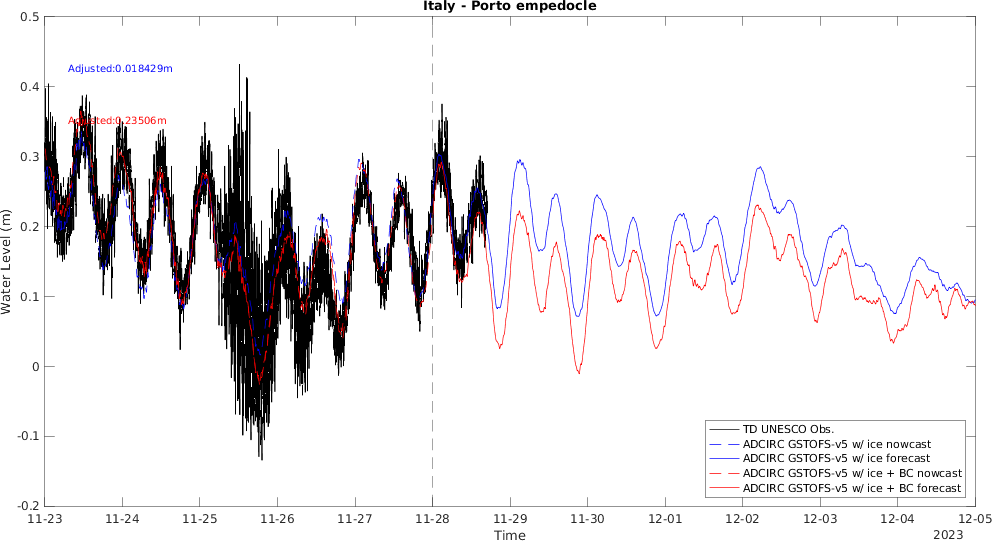 Italy - Porto empedocle
0.5
0.4
0.3
0.2
0.1
0
-0.1
-0.2
Water Level (m)
Adjusted:0.018429m
Adjusted:0.23506m
TD UNESCO Obs.
ADCIRC GSTOFS-v5 w/ ice nowcast
ADCIRC GSTOFS-v5 w/ ice forecast
ADCIRC GSTOFS-v5 w/ ice + BC nowcast
ADCIRC GSTOFS-v5 w/ ice + BC forecast
11-23 11-24 11-25 11-26 11-27 11-28 11-29 11-30 12-01 12-02 12-03 12-04 12-05
Time
2023